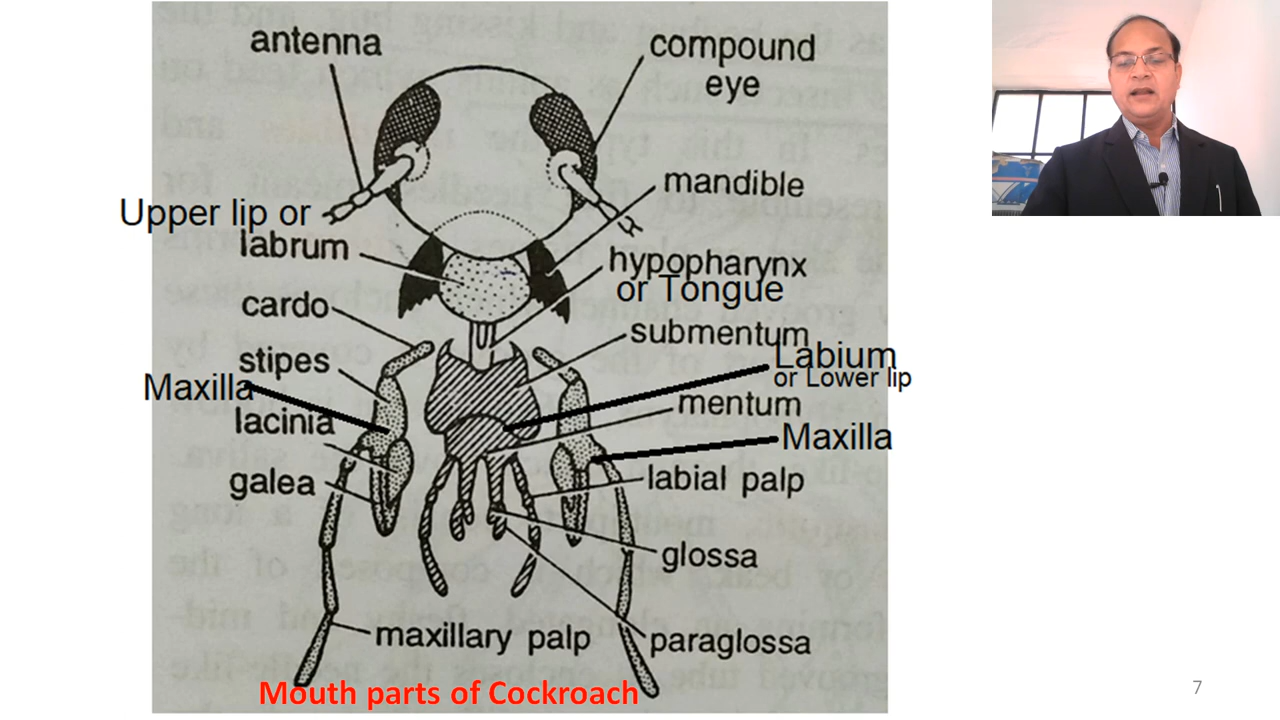 antenna
compound
eye
mandible
Upper lip or
labrum
hypopharynx
or Tongue
cardo
submentum
stipes
Labium
or Lower lip
Maxilla
mentum
lacinia
Maxilla
galea
labial palp
glossa
maxillary palp
paraglossa
Mouth parts of Cockroach
7